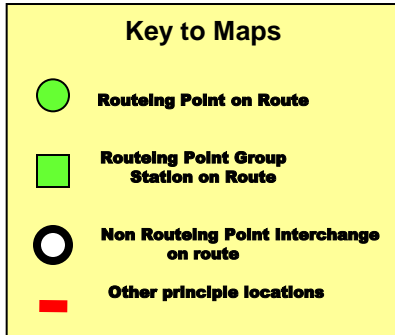 Key to Maps
Routeing Point on Route
Routeing Point Group
Station on Route
Non Routeing Point Interchange
on route
Other principle locations